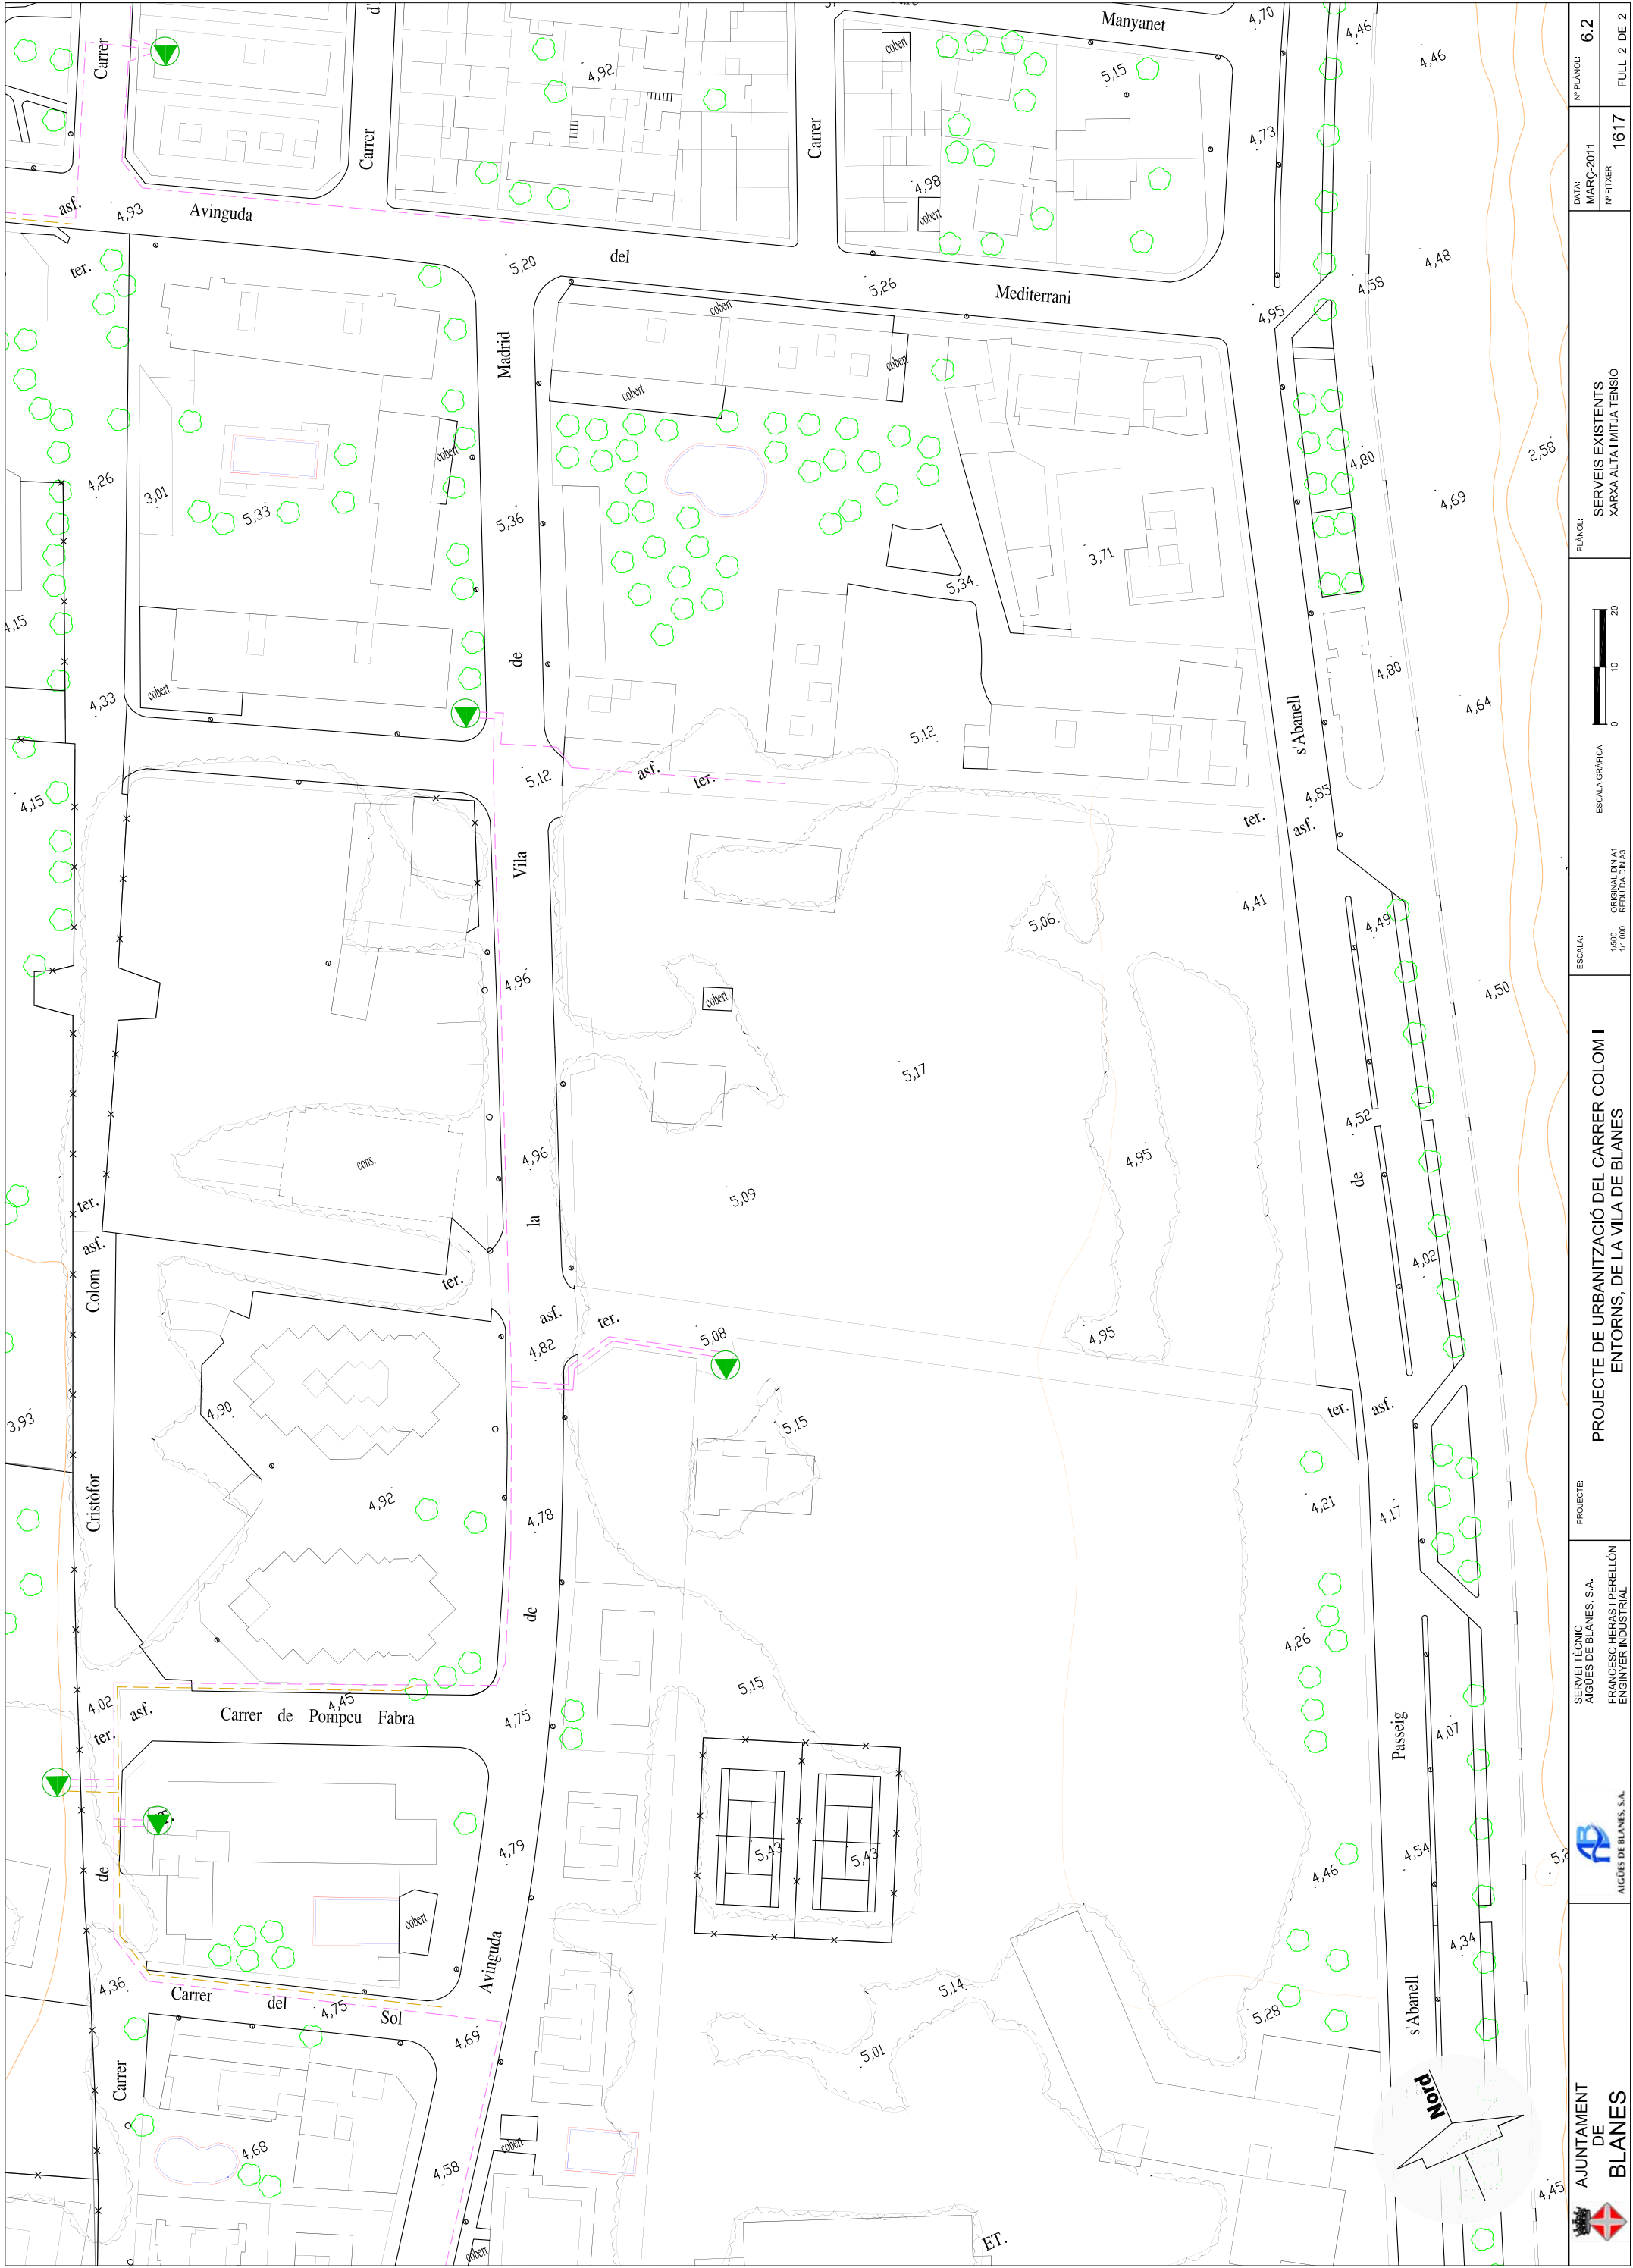 Carrer
d'
Carrer
4,92
cobert
Manyanet
5,15
4,70
4,46
4,46
Carrer
4,73
asf.
4,93
Avinguda
4,98
cobert
ter.
5,20
del
5,26
Mediterrani
4,95
4,58
4,48
cobert
Madrid
cobert
cobert
4,26
3,01
5,33
cobert
5,36
5,34
3,71
4,80
4,69
2,58
4,15
4,33
cobert
de
s'Abanell
4,80
4,64
5,12
asf.
ter.
5,12
4,15
4,85
ter.
asf.
Vila
4,41
4,49
5,06
4,96
cobert
4,50
5,17
4,52
cons.
4,96
4,95
de
5,09
la
ter.
asf.
4,02
Colom
ter.
asf.
ter.
4,82
5,08
4,95
3,93
4,90
5,15
ter.
asf.
Cristòfor
4,92
4,78
4,21
4,17
de
4,26
4,02
asf.
ter.
4,45
Carrer de Pompeu Fabra
4,75
5,15
Passeig
4,07
de
4,79
5,43
5,43
4,46
4,54
cobert
Avinguda
4,34
4,36
Carrer
del
4,75
Sol
4,69
5,14
5,01
5,28
s'Abanell
Carrer
Nord
4,68
4,58
cobert
cobert
ET.
4,45
AJUNTAMENT
DE
BLANES
AIGÜES DE BLANES, S.A.
SERVEI TÈCNIC
AIGÜES DE BLANES, S.A.
FRANCESC HERAS I PERELLÓN
ENGINYER INDUSTRIAL
PROJECTE:
PROJECTE DE URBANITZACIÓ DEL CARRER COLOM I
ENTORNS, DE LA VILA DE BLANES
ESCALA:
1/500 ORIGINAL DIN A1
1/1.000 REDUÏDA DIN A3
ESCALA GRÀFICA
0 10 20
PLÀNOL:
SERVEIS EXISTENTS
XARXA ALTA I MITJA TENSIÓ
DATA:
MARÇ-2011
Nº FITXER:
1617
Nº PLÀNOL:
6.2
FULL 2 DE 2